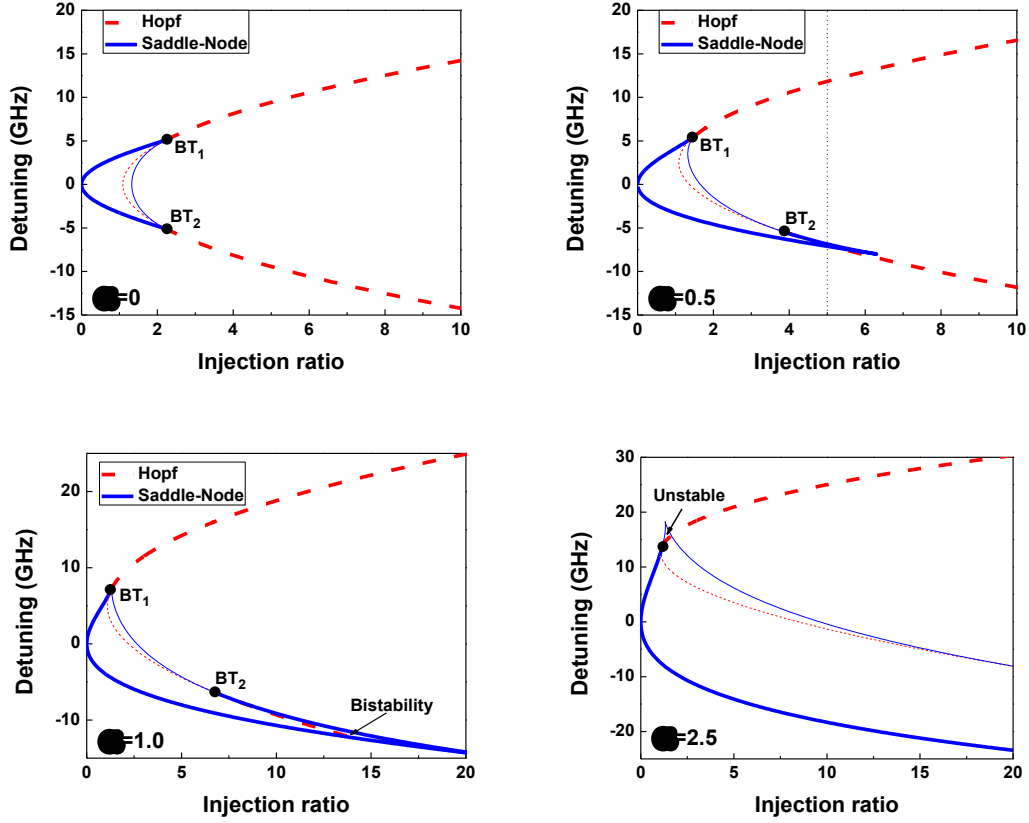 Hopf
Saddle-Node
Detuning (GHz)
20
15
10
5
0
-5
-10
-15
BT1
BT2
=0
0 2 4 6 8 10
Injection ratio
Hopf
Saddle-Node
Detuning (GHz)
20
15
10
5
0
-5
-10
-15
BT1
BT2
=0.5
0 2 4 6 8 10
Injection ratio
Hopf
Saddle-Node
Detuning (GHz)
20
10
0
-10
BT1
BT2
Bistability
=1.0
0 5 10 15 20
Injection ratio
Detuning (GHz)
30
20
10
0
-10
-20
Unstable
=2.5
0 5 10 15 20
Injection ratio